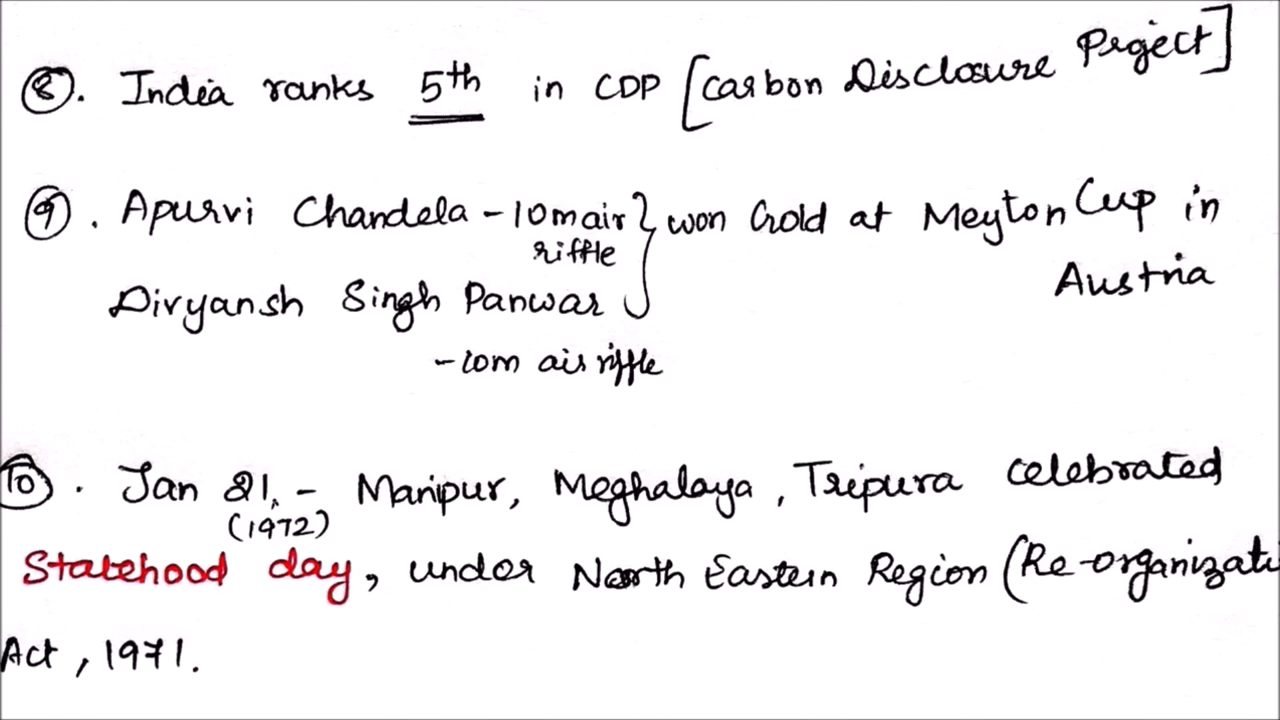 8. India ranks 5th in CDP [Carbon Disclosure Project]
9. Apurvi Chandela - 10m air } won Gold at Meyton Cup in
riffle
Austria
Divyansh Singh Panwar
- 10m air riffle
10. Jan 21, - Manipur, Meghalaya, Tripura celebrated
(1972)
Statehood day, under North Eastern Region (Re-organizati
Act, 1971.